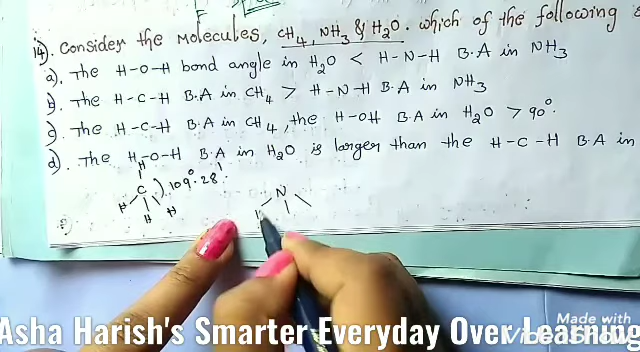 14). Consider the Molecules, CH4, NH3 & H2O. which of the following
a). The H-O-H bond angle in H2O < H-N-H B.A in NH3
b). The H-C-H B.A in CH4 > H-N-H B.A in NH3
c). The H-C-H B.A in CH4, the H-OH B.A in H2O > 90°.
d). The H-O-H B.A in H2O is larger than the H-C-H B.A in
H
C ) 109°.28'
N
H H
H
Asha Harish's Smarter Everyday Over Learning
Made with
VideoShow